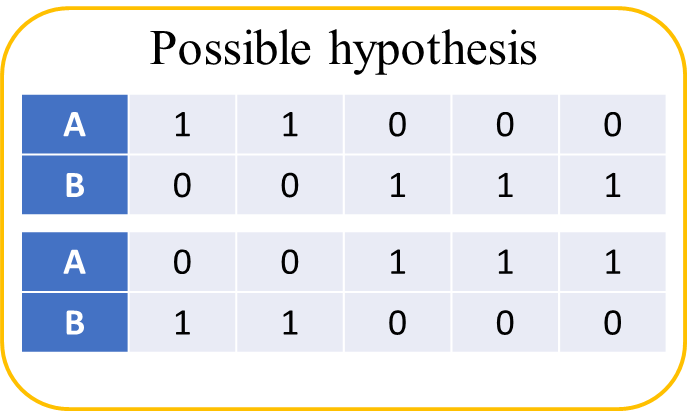 Possible hypothesis
A 1 1 0 0 0
B 0 0 1 1 1
A 0 0 1 1 1
B 1 1 0 0 0